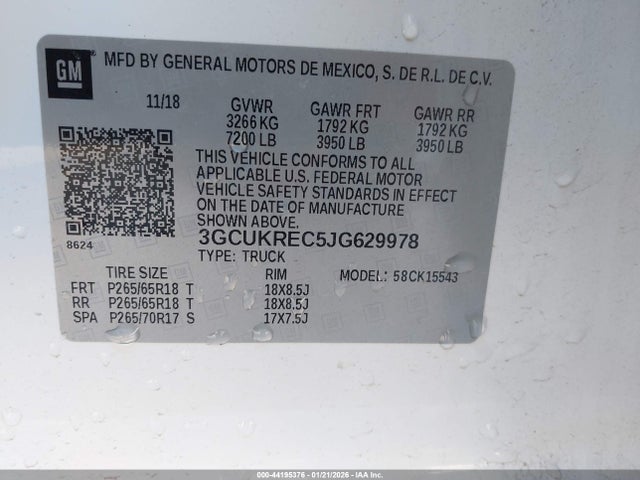 GM
MFD BY GENERAL MOTORS DE MEXICO, S. DE R.L. DE C.V.
11/18 GVWR GAWR FRT GAWR RR
3266 KG 1792 KG 1792 KG
7200 LB 3950 LB 3950 LB
THIS VEHICLE CONFORMS TO ALL
APPLICABLE U.S. FEDERAL MOTOR
VEHICLE SAFETY STANDARDS IN EFFECT
ON THE DATE OF MANUFACTURE
SHOWN ABOVE.
8624 3GCUKREC5JG629978
TYPE: TRUCK
TIRE SIZE RIM MODEL: 58CK15543
FRT P265/65R18 T 18X8.5J
RR P265/65R18 T 18X8.5J
SPA P265/70R17 S 17X7.5J
000-44195376 - 01/21/2026 - IAAI.COM